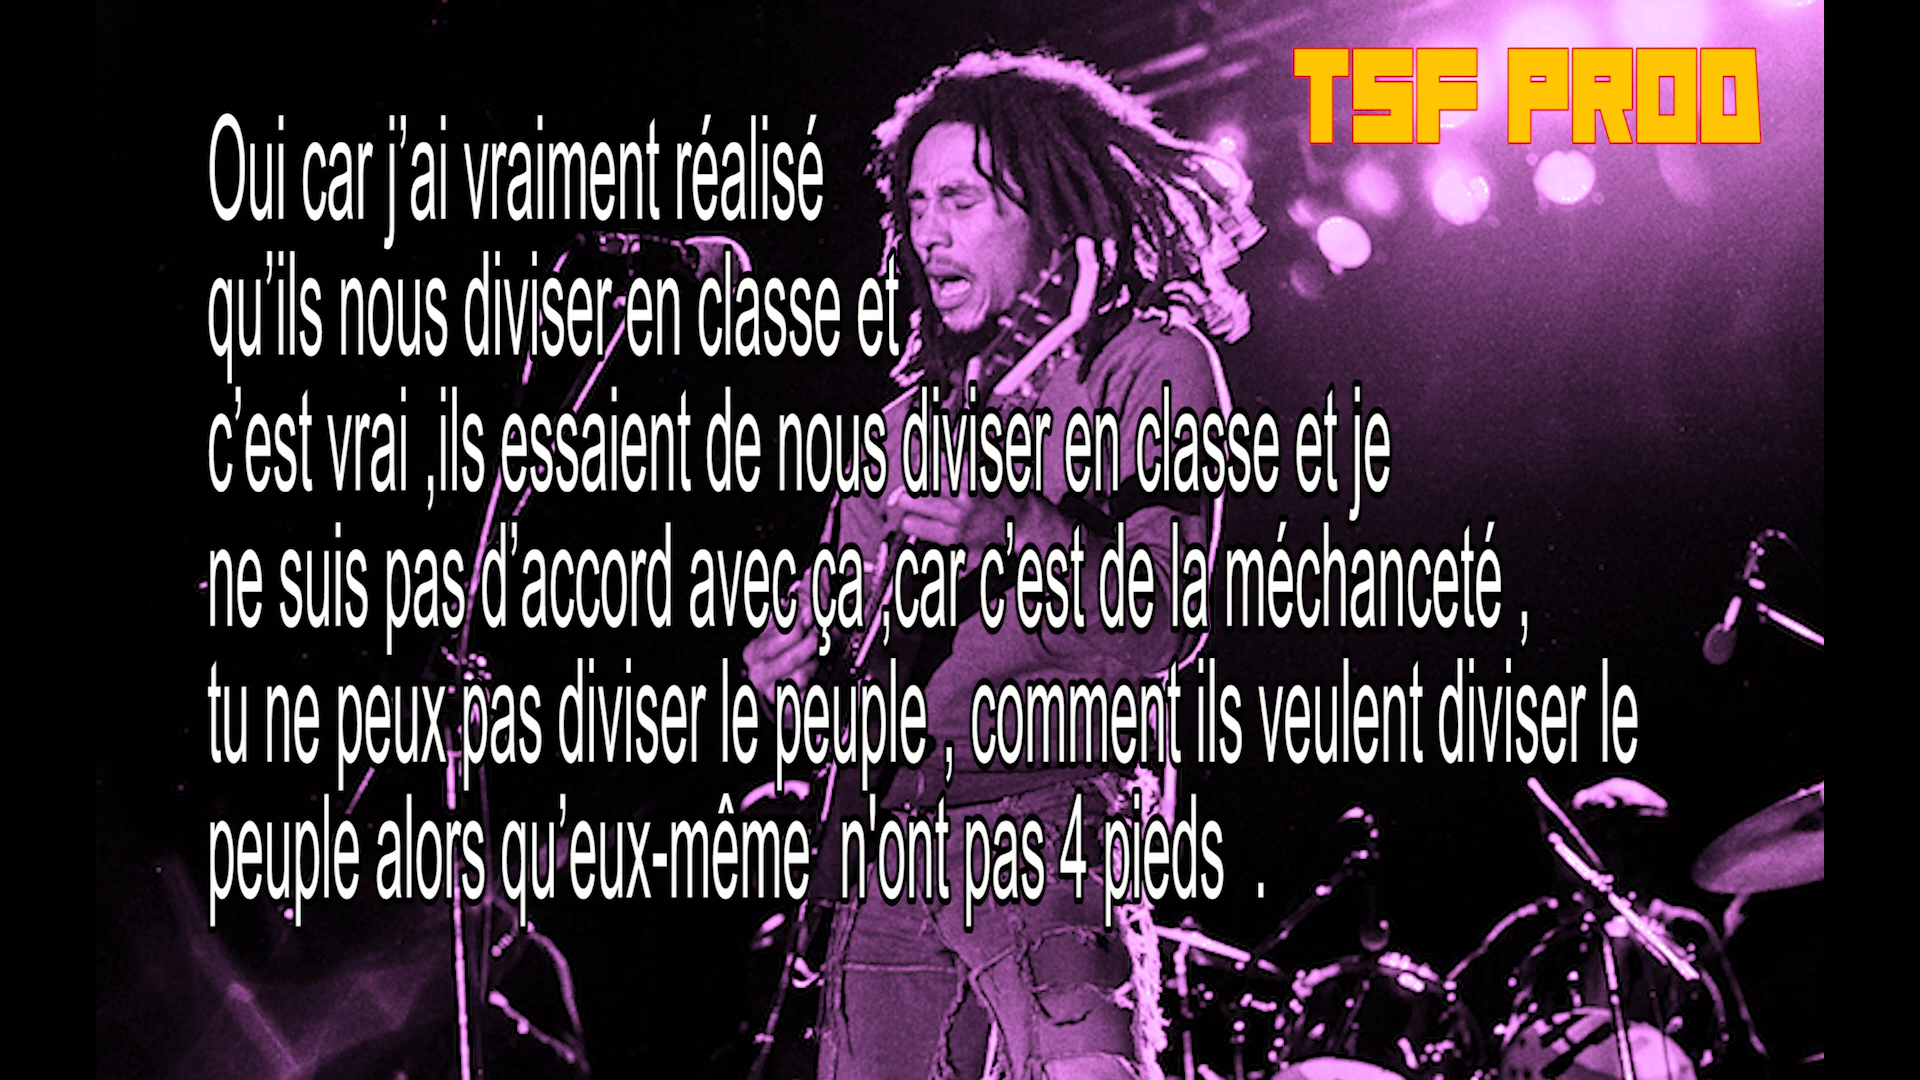 TSF PROD
Oui car j’ai vraiment réalisé
qu’ils nous diviser en classe et
c’est vrai ,ils essaient de nous diviser en classe et je
ne suis pas d’accord avec ça ,car c’est de la méchanceté ,
tu ne peux pas diviser le peuple , comment ils veulent diviser le
peuple alors qu’eux-même n'ont pas 4 pieds .